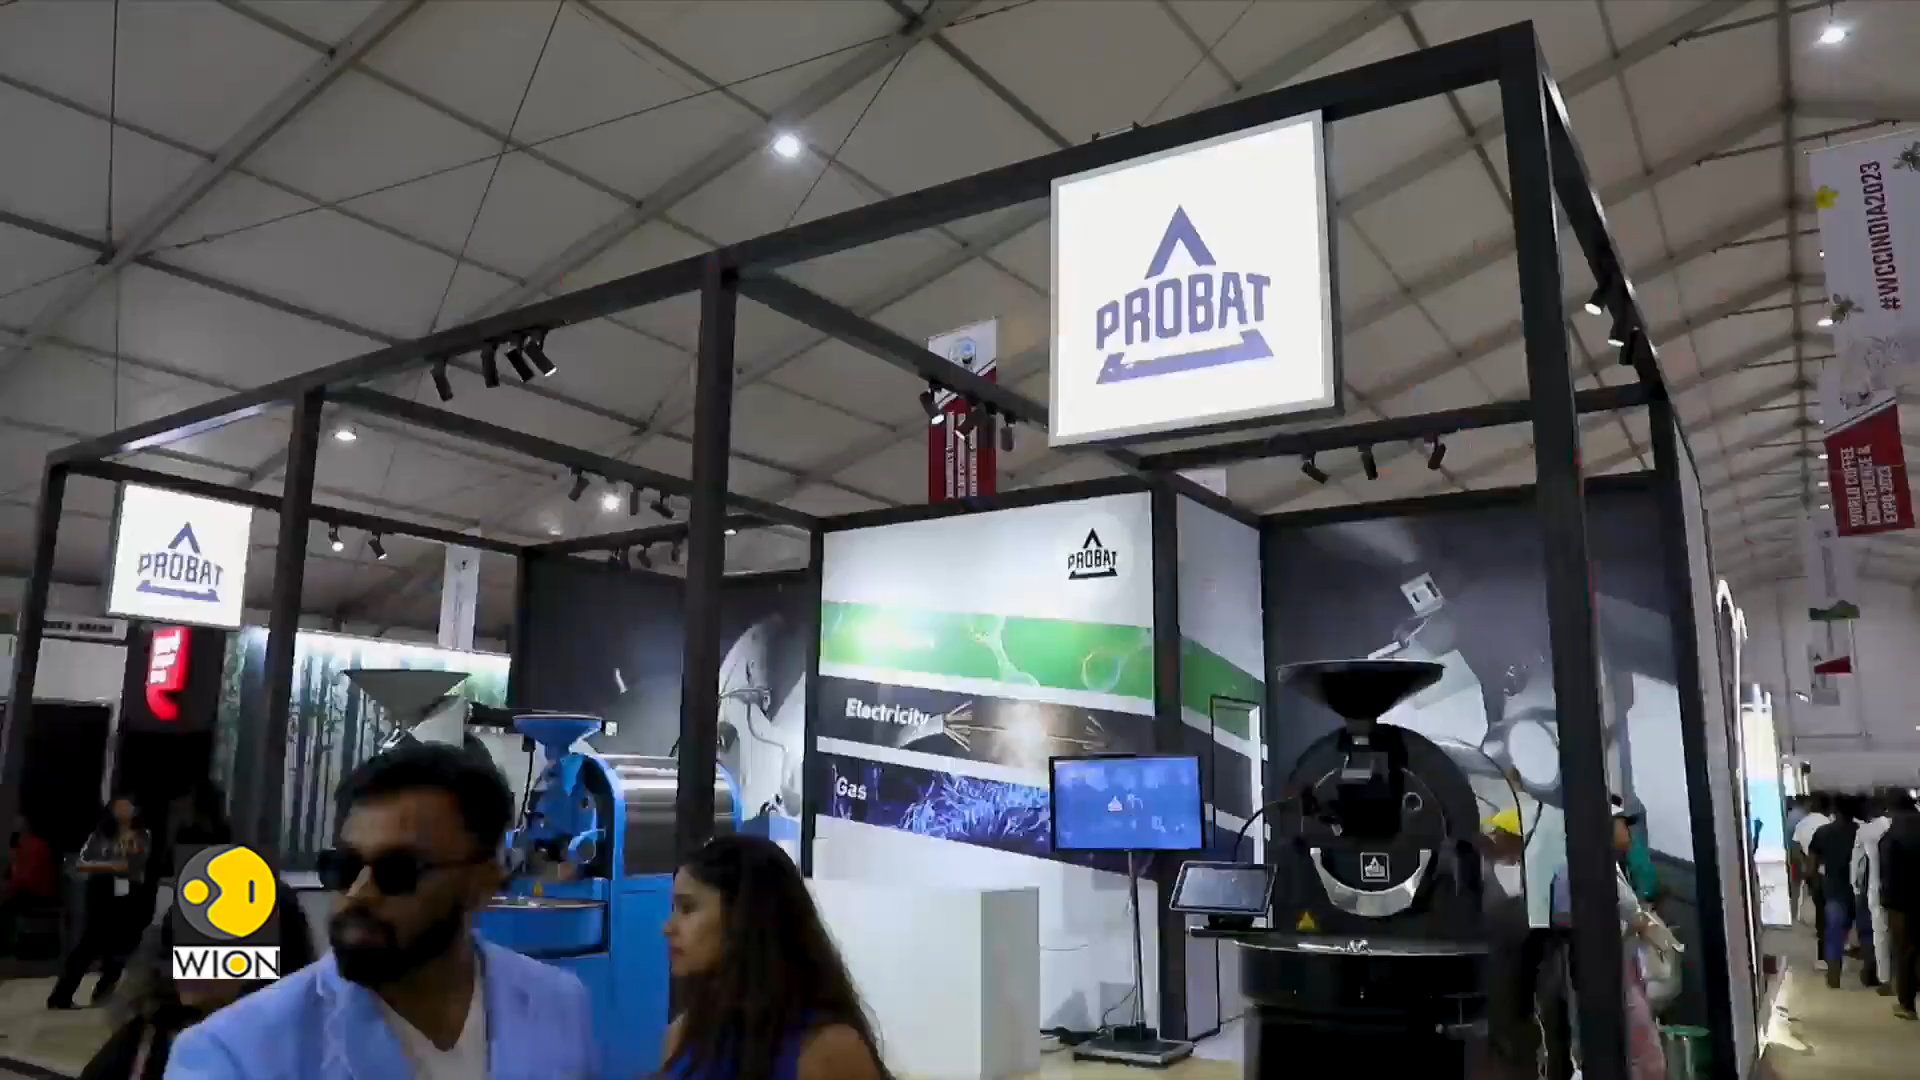 PROBAT
#WCCINDIA2023
WORLD COFFEE
CONFERENCE &
EXPO-2023
PROBAT
PROBAT
Electricity
Gas
WION